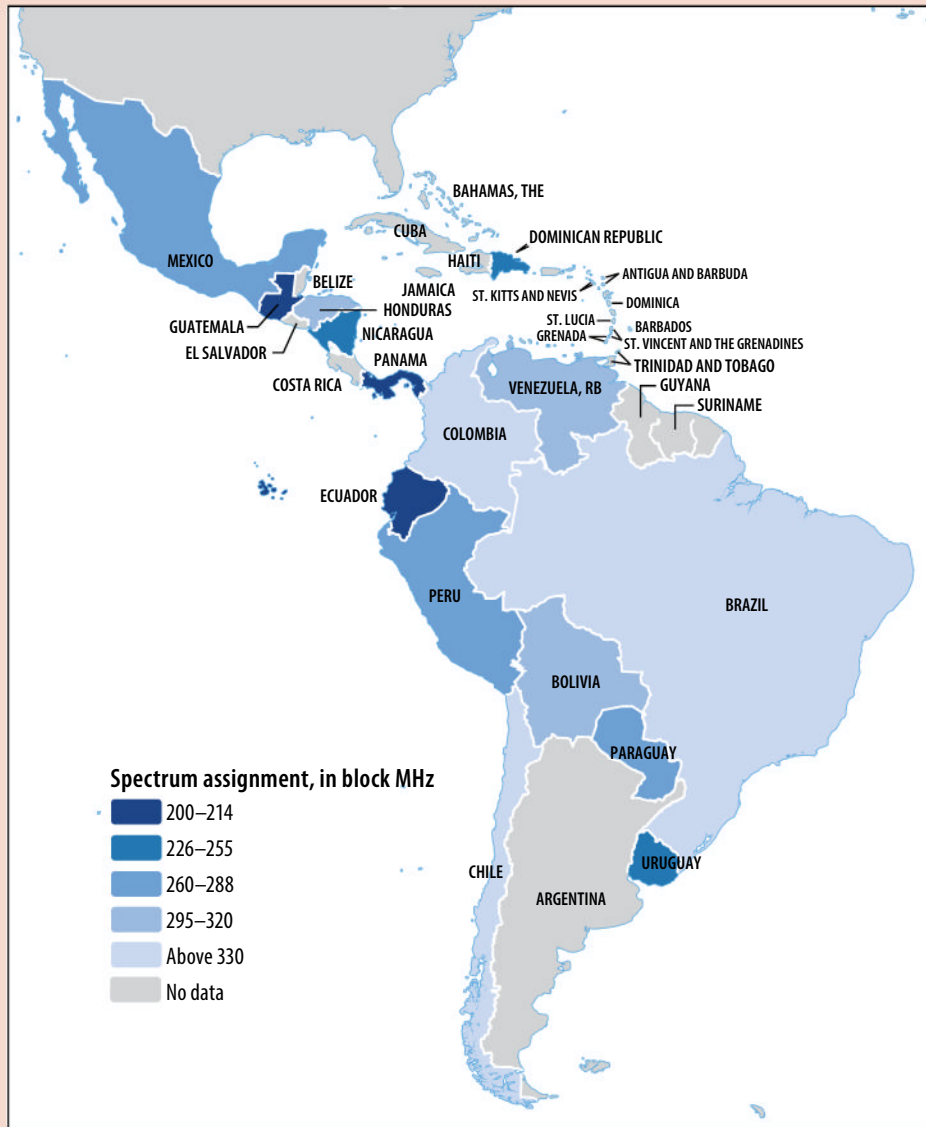 BAHAMAS, THE
CUBA
DOMINICAN REPUBLIC
MEXICO
HAITI
BELIZE
JAMAICA
ANTIGUA AND BARBUDA
ST. KITTS AND NEVIS
HONDURAS
DOMINICA
GUATEMALA
NICARAGUA
ST. LUCIA
BARBADOS
EL SALVADOR
GRENADA
ST. VINCENT AND THE GRENADINES
PANAMA
TRINIDAD AND TOBAGO
COSTA RICA
VENEZUELA, RB
GUYANA
SURINAME
COLOMBIA
ECUADOR
PERU
BRAZIL
BOLIVIA
PARAGUAY
Spectrum assignment, in block MHz
200–214
226–255
260–288
295–320
Above 330
No data
CHILE
URUGUAY
ARGENTINA